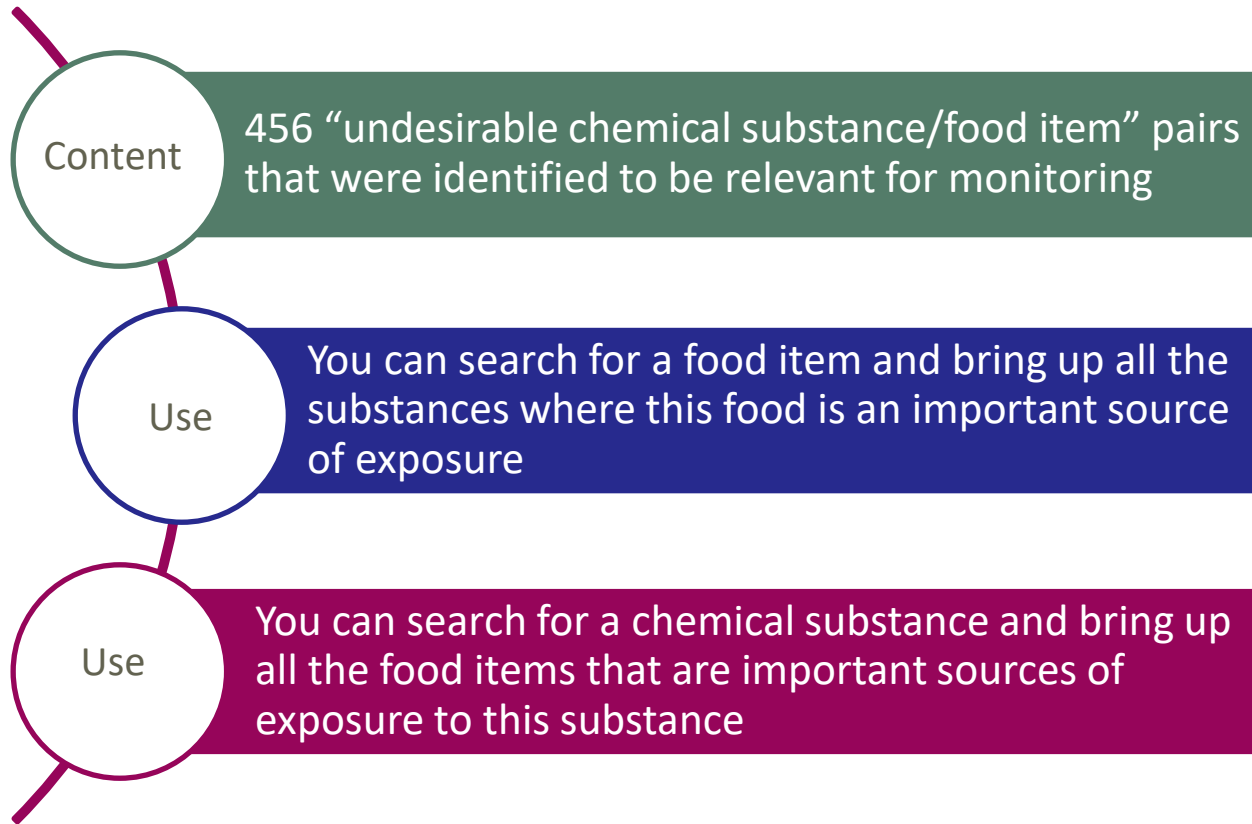 Content
456 “undesirable chemical substance/food item” pairs
that were identified to be relevant for monitoring
Use
You can search for a food item and bring up all the
substances where this food is an important source
of exposure
Use
You can search for a chemical substance and bring up
all the food items that are important sources of
exposure to this substance